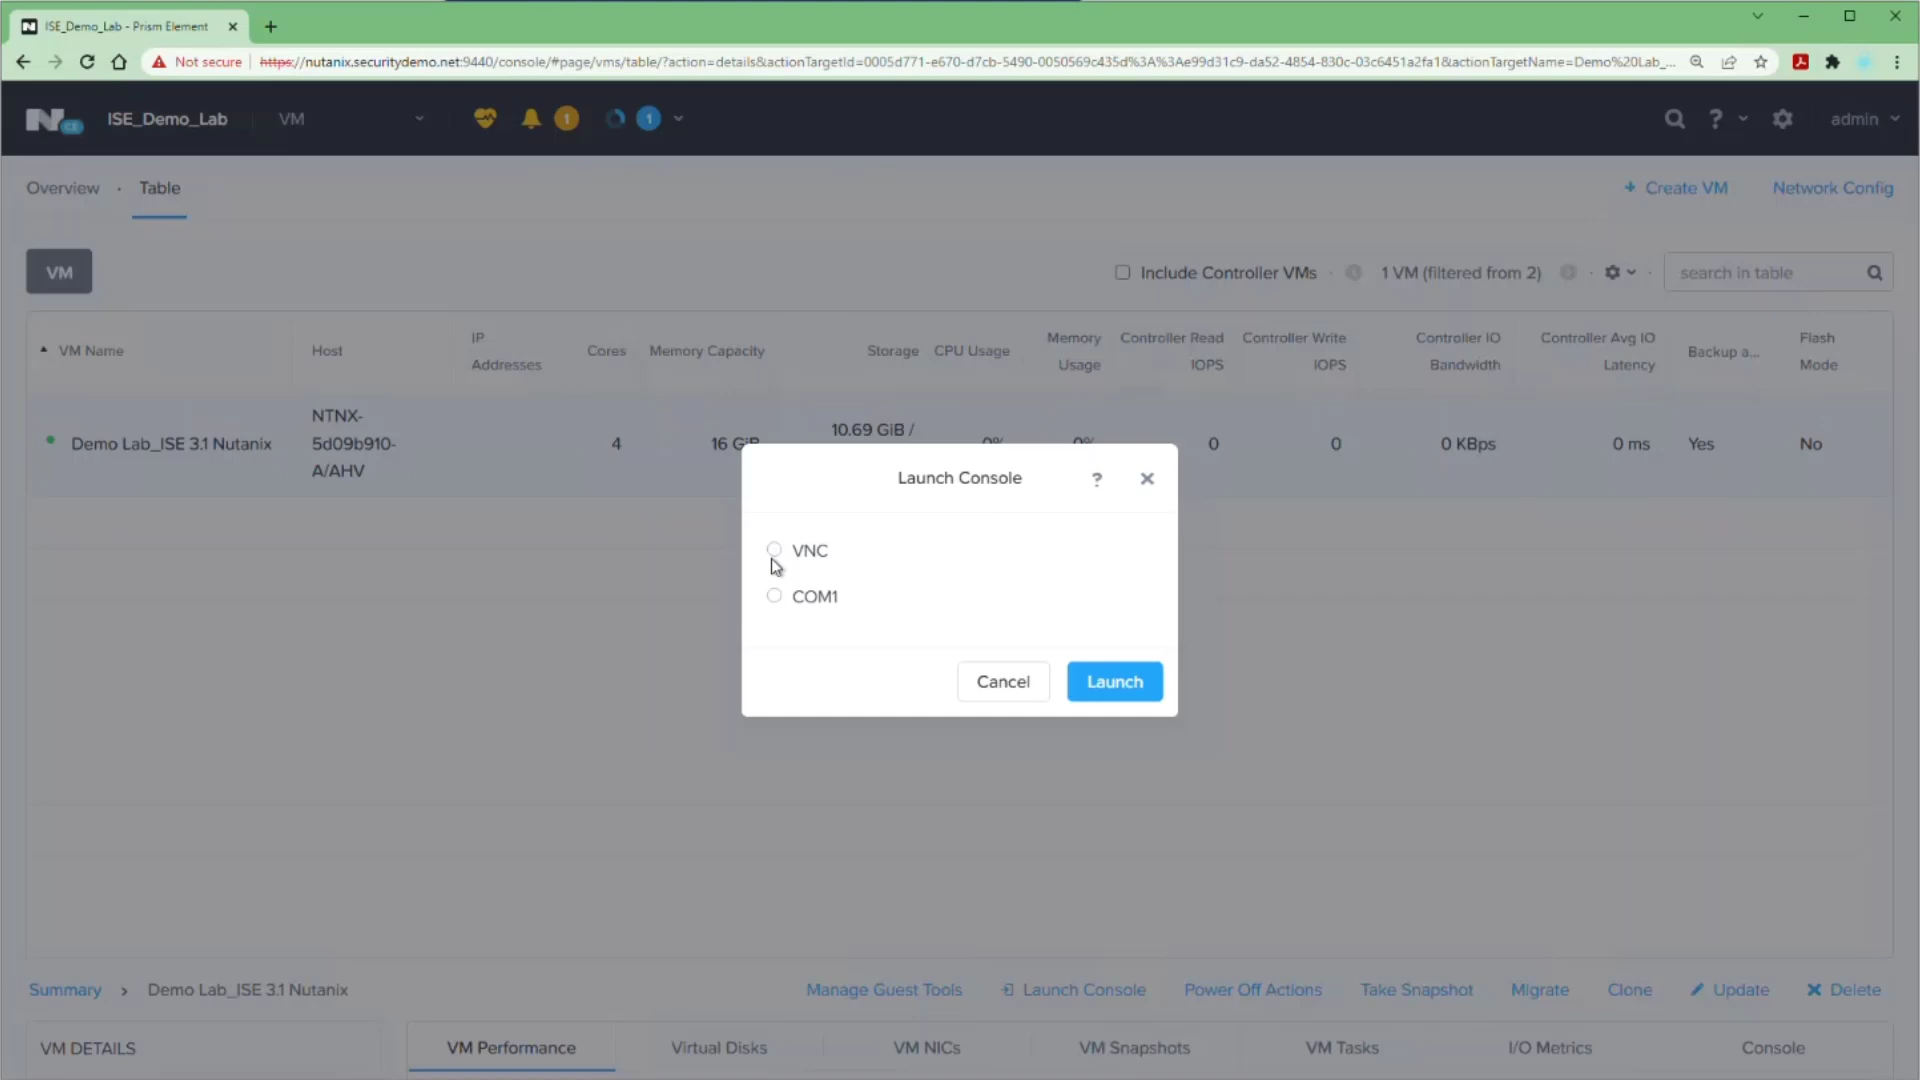 ISE_Demo_Lab - Prism Element
Not secure https://nutanix.securitydemo.net:9440/console/#page/vms/table/?action=details&actionTargetId=0005d771-e670-d7cb-5490-0050569c435d%3A%3Ae99d31c9-da52-4854-830c-03c6451a2fa1&actionTargetName=Demo%20Lab_...
N CE ISE_Demo_Lab VM 1 1 ? admin
Overview · Table + Create VM Network Config
VM Include Controller VMs · 1 VM (filtered from 2) · · search in table
VM Name Host IP Addresses Cores Memory Capacity Storage CPU Usage Memory Usage Controller Read IOPS Controller Write IOPS Controller IO Bandwidth Controller Avg IO Latency Backup a... Flash Mode
Demo Lab_ISE 3.1 Nutanix NTNX-5d09b910-A/AHV 4 16 GiB 10.69 GiB / 0% 0% 0 0 0 KBps 0 ms Yes No
Launch Console ?
VNC
COM1
Cancel Launch
Summary > Demo Lab_ISE 3.1 Nutanix Manage Guest Tools Launch Console Power Off Actions Take Snapshot Migrate Clone Update Delete
VM DETAILS VM Performance Virtual Disks VM NICs VM Snapshots VM Tasks I/O Metrics Console